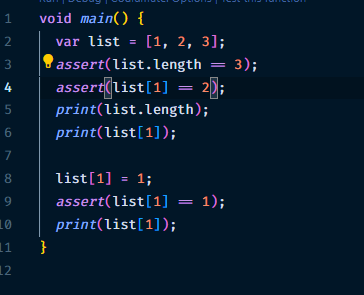 Run | Debug | CodiumAI: Options | Test this function
1 void main() {
2 var list = [1, 2, 3];
3 assert(list.length == 3);
4 assert(list[1] == 2);
5 print(list.length);
6 print(list[1]);
7
8 list[1] = 1;
9 assert(list[1] == 1);
10 print(list[1]);
11 }
12